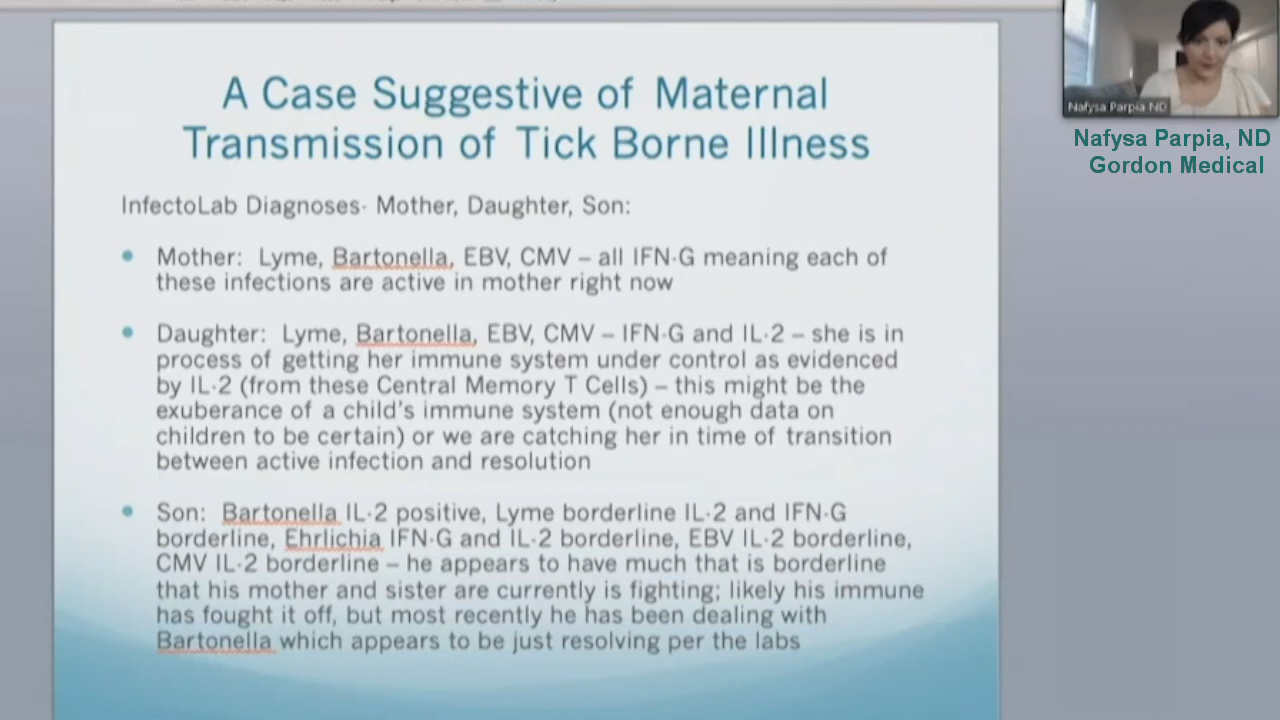 A Case Suggestive of Maternal
Transmission of Tick Borne Illness
InfectoLab Diagnoses- Mother, Daughter, Son:
• Mother: Lyme, Bartonella, EBV, CMV – all IFN-G meaning each of
these infections are active in mother right now
• Daughter: Lyme, Bartonella, EBV, CMV – IFN-G and IL-2 – she is in
process of getting her immune system under control as evidenced
by IL-2 (from these Central Memory T Cells) – this might be the
exuberance of a child's immune system (not enough data on
children to be certain) or we are catching her in time of transition
between active infection and resolution
• Son: Bartonella IL-2 positive, Lyme borderline IL-2 and IFN-G
borderline, Ehrlichia IFN-G and IL-2 borderline, EBV IL-2 borderline,
CMV IL-2 borderline – he appears to have much that is borderline
that his mother and sister are currently is fighting; likely his immune
has fought it off, but most recently he has been dealing with
Bartonella which appears to be just resolving per the labs
Nafysa Parpia ND
Nafysa Parpia, ND
Gordon Medical